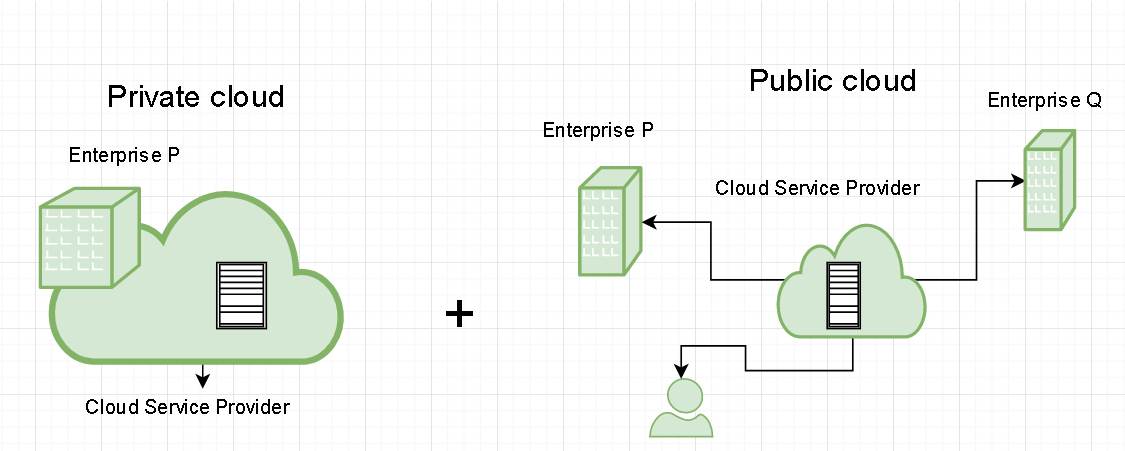 Private cloud
Enterprise P
Cloud Service Provider
+
Public cloud
Enterprise P
Enterprise Q
Cloud Service Provider